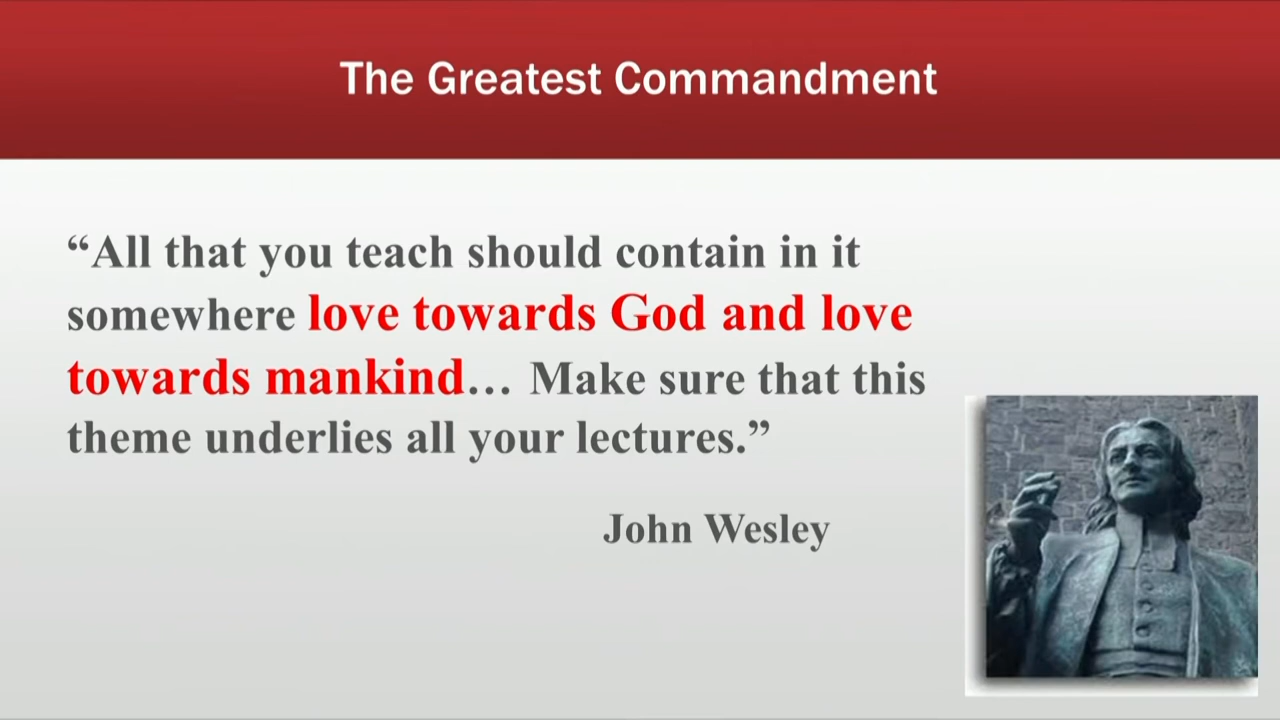 The Greatest Commandment
“All that you teach should contain in it
somewhere love towards God and love
towards mankind… Make sure that this
theme underlies all your lectures.”
John Wesley